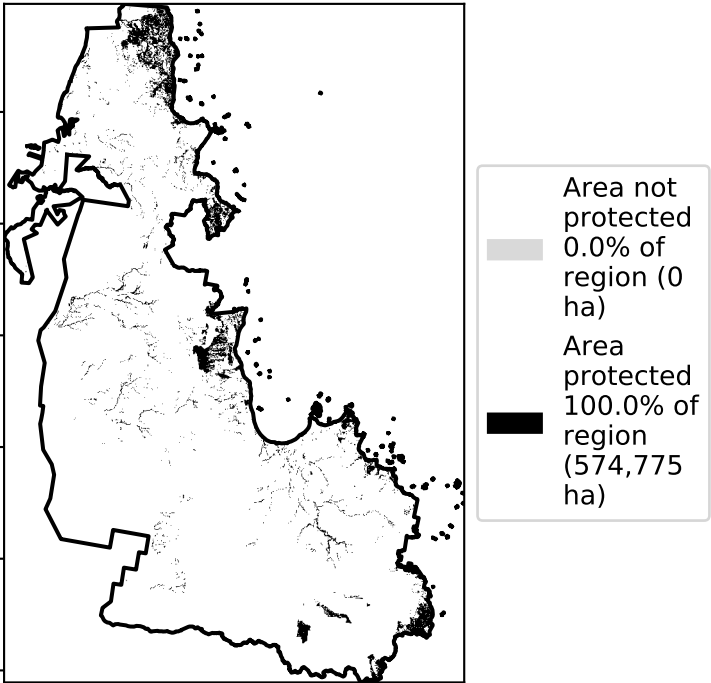 Area not
protected
0.0% of
region (0
ha)
Area
protected
100.0% of
region
(574,775
ha)